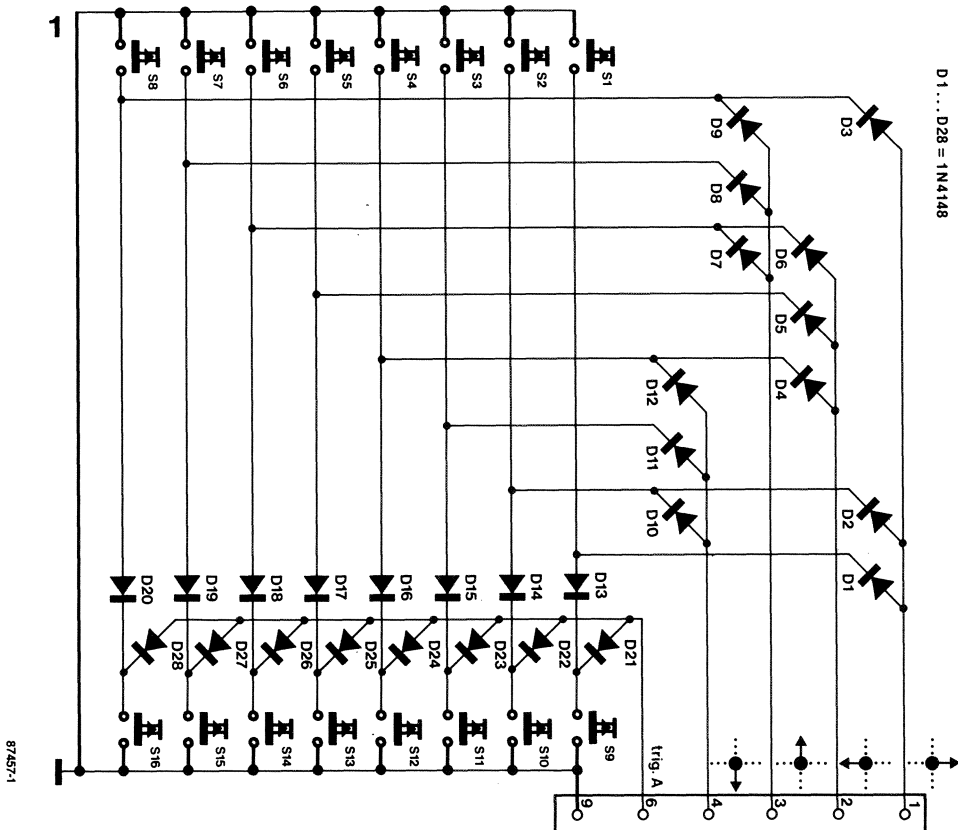 1
S8
S7
S6
S5
S4
S3
S2
S1
D1 . . . D28 = 1N4148
D9
D3
D8
D7
D6
D5
D12
D4
D11
D10
D2
D1
D20
D19
D18
D17
D16
D15
D14
D13
D28
D27
D26
D25
D24
D23
D22
D21
S16
S15
S14
S13
S12
S11
S10
S9
trig. A
9
6
4
3
2
1
87457-1